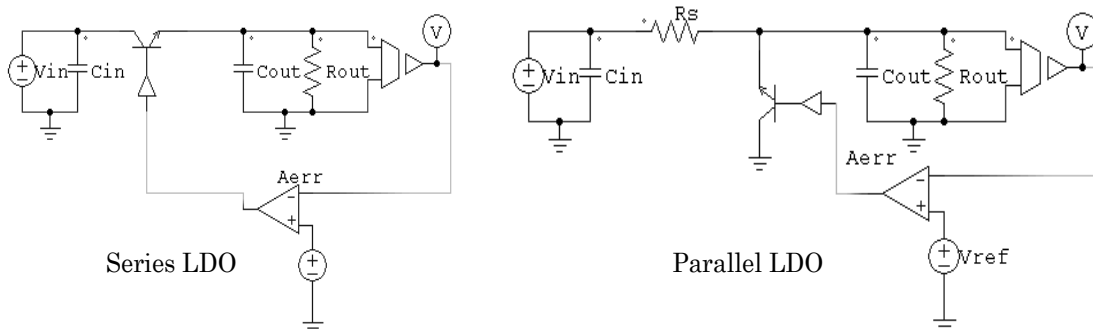 V
Vin
Cin
Cout
Rout
Aerr
Series LDO
Rs
V
Vin
Cin
Cout
Rout
Aerr
Vref
Parallel LDO